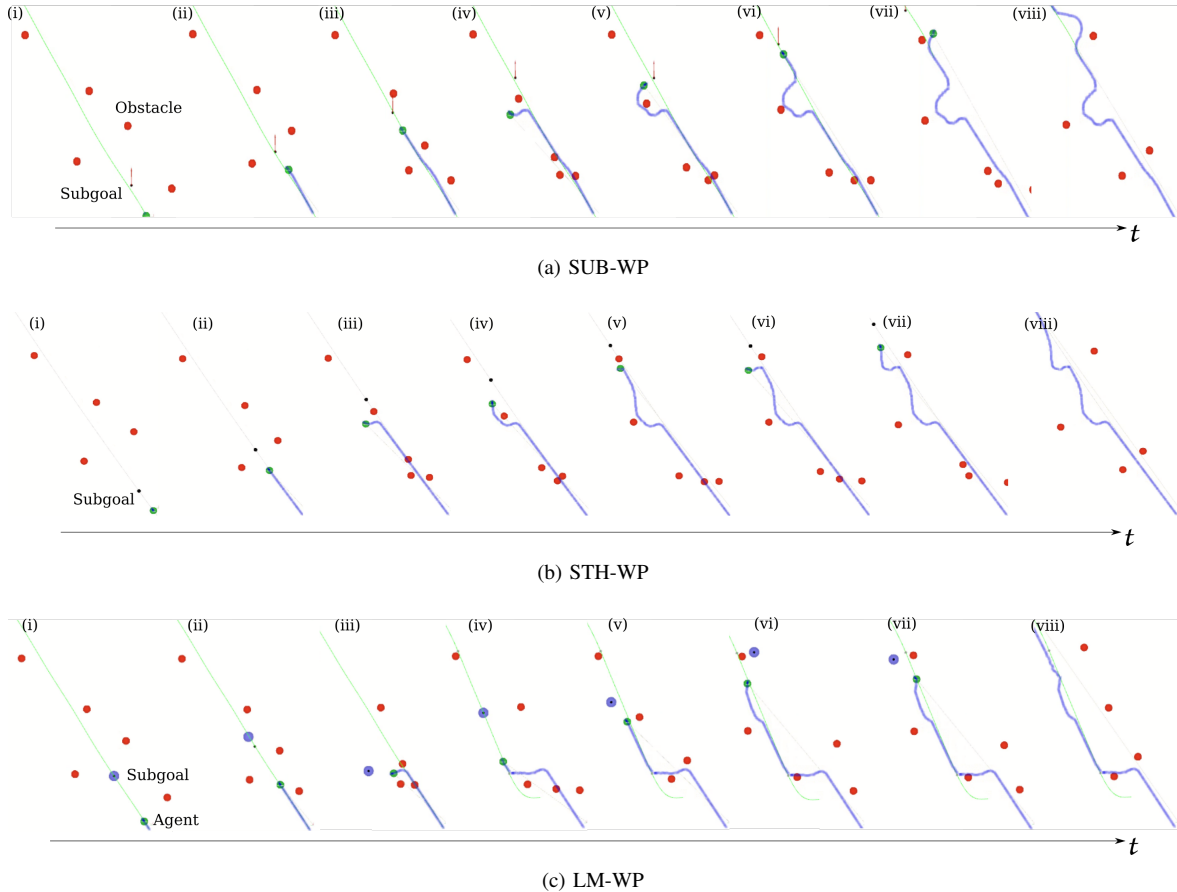 (i) (ii) (iii) (iv) (v) (vi) (vii) (viii)
Obstacle
Subgoal
t
(a) SUB-WP
(i) (ii) (iii) (iv) (v) (vi) (vii) (viii)
Subgoal
t
(b) STH-WP
(i) (ii) (iii) (iv) (v) (vi) (vii) (viii)
Subgoal
Agent
t
(c) LM-WP